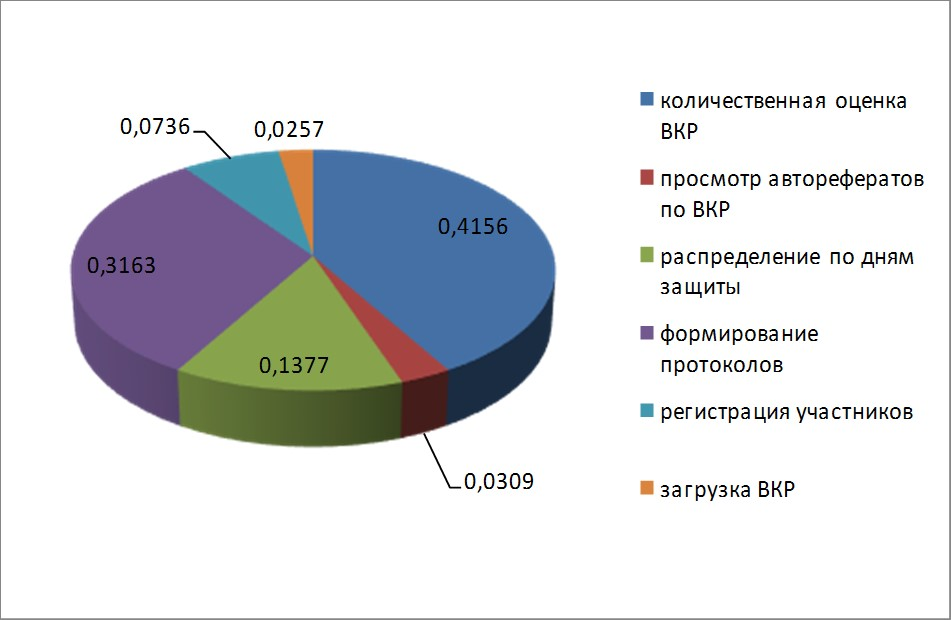 0,0736
0,0257
0,4156
0,3163
0,1377
0,0309
количественная оценка
ВКР
просмотр авторефератов
по ВКР
распределение по дням
защиты
формирование
протоколов
регистрация участников
загрузка ВКР